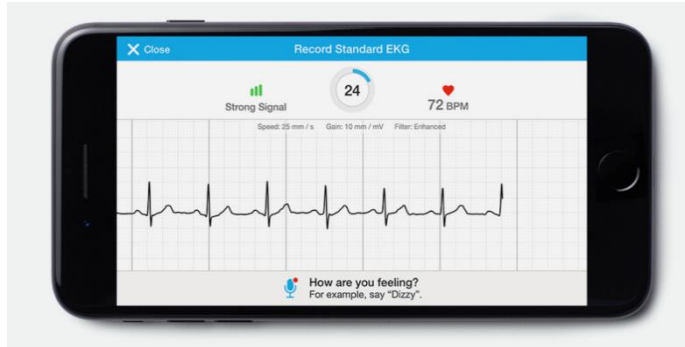 Close
Record Standard EKG
24
Strong Signal
72 BPM
Speed: 25 mm / s Gain: 10 mm / mV Filter: Enhanced
How are you feeling?
For example, say "Dizzy".